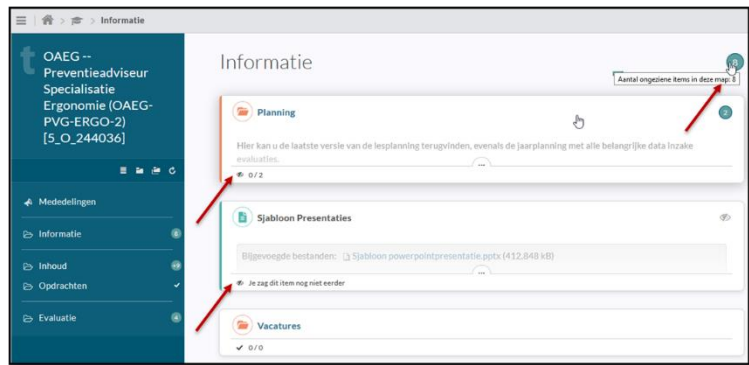 Informatie
t
OAEG --
Preventieadviseur
Specialisatie
Ergonomie (OAEG-
PVG-ERGO-2)
[5_O_244036]
Mededelingen
Informatie
Inhoud
Opdrachten
Evaluatie
4
Informatie
8
Aantal ongeziene items in deze map: 8
Planning
2
Hier kan u de laatste versie van de lesplanning terugvinden, evenals de jaarplanning met alle belangrijke data inzake
evaluaties.
0/2
Sjabloon Presentaties
Bijgevoegde bestanden: Sjabloon powerpointpresentatie.pptx (412,848 kB)
Je zag dit item nog niet eerder
Vacatures
0/0